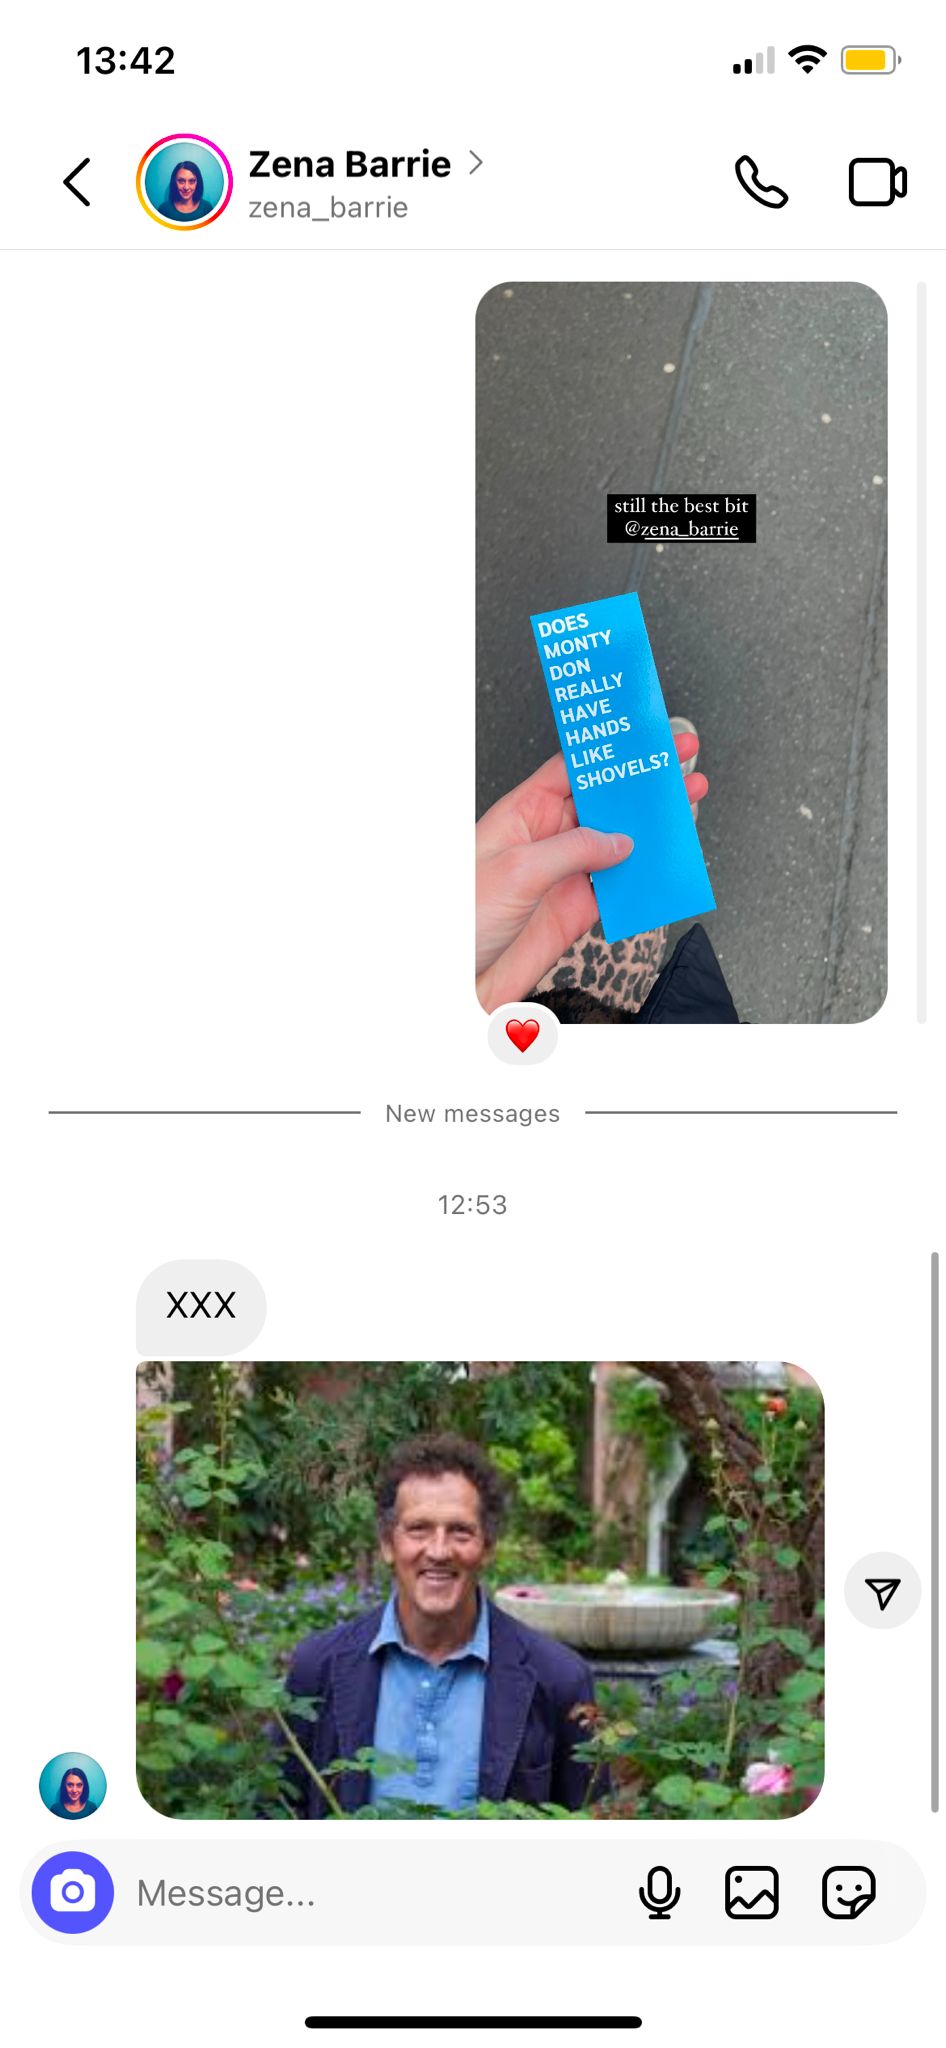 13:42
Zena Barrie
zena_barrie
still the best bit
@zena_barrie
DOES
MONTY
DON
REALLY
HAVE
HANDS
LIKE
SHOVELS?
New messages
12:53
XXX
Message...